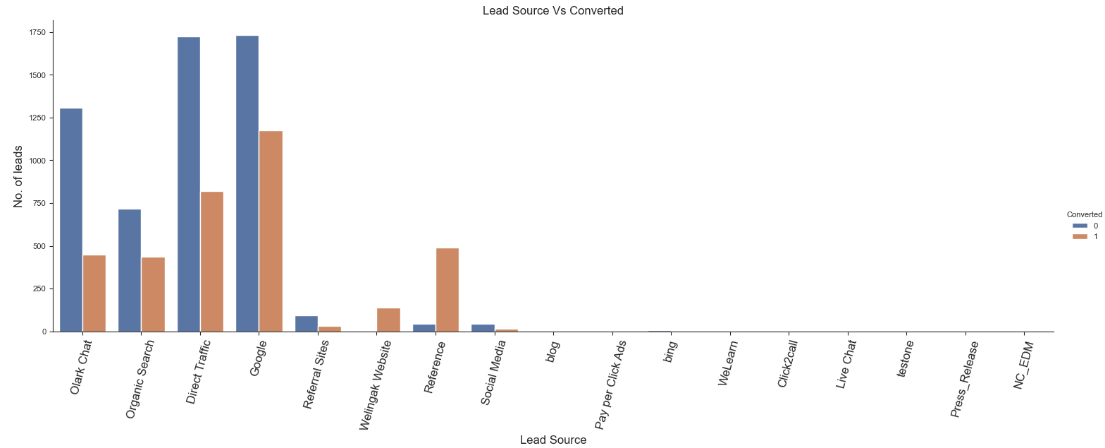 Lead Source Vs Converted
1750
1500
1250
1000
750
500
250
0
No. of leads
Olark Chat
Organic Search
Direct Traffic
Google
Referral Sites
Welingak Website
Reference
Social Media
blog
Pay per Click Ads
bing
WeLearn
Click2call
Live Chat
testone
Press_Release
NC_EDM
Lead Source
Converted
0
1